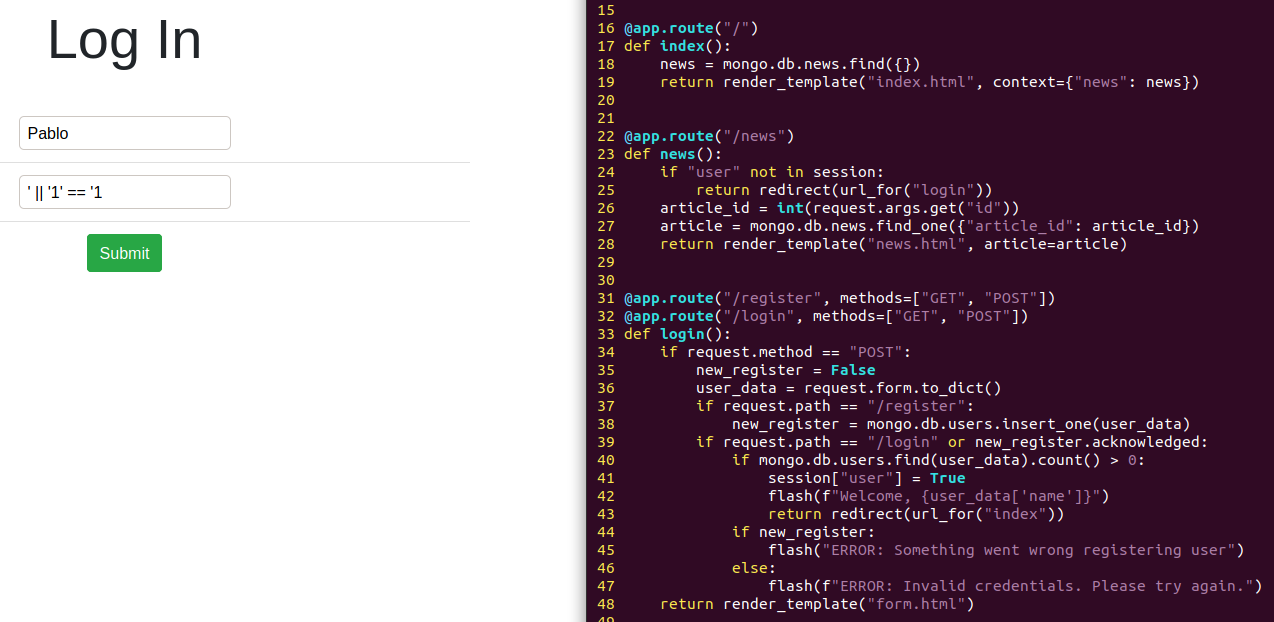 Log In
Pablo
' || '1' == '1
Submit
15
16 @app.route("/")
17 def index():
18     news = mongo.db.news.find({})
19     return render_template("index.html", context={"news": news})
20
21
22 @app.route("/news")
23 def news():
24     if "user" not in session:
25         return redirect(url_for("login"))
26     article_id = int(request.args.get("id"))
27     article = mongo.db.news.find_one({"article_id": article_id})
28     return render_template("news.html", article=article)
29
30
31 @app.route("/register", methods=["GET", "POST"])
32 @app.route("/login", methods=["GET", "POST"])
33 def login():
34     if request.method == "POST":
35         new_register = False
36         user_data = request.form.to_dict()
37         if request.path == "/register":
38             new_register = mongo.db.users.insert_one(user_data)
39         if request.path == "/login" or new_register.acknowledged:
40             if mongo.db.users.find(user_data).count() > 0:
41                 session["user"] = True
42                 flash(f"Welcome, {user_data['name']}")
43                 return redirect(url_for("index"))
44             if new_register:
45                 flash("ERROR: Something went wrong registering user")
46             else:
47                 flash(f"ERROR: Invalid credentials. Please try again.")
48     return render_template("form.html")